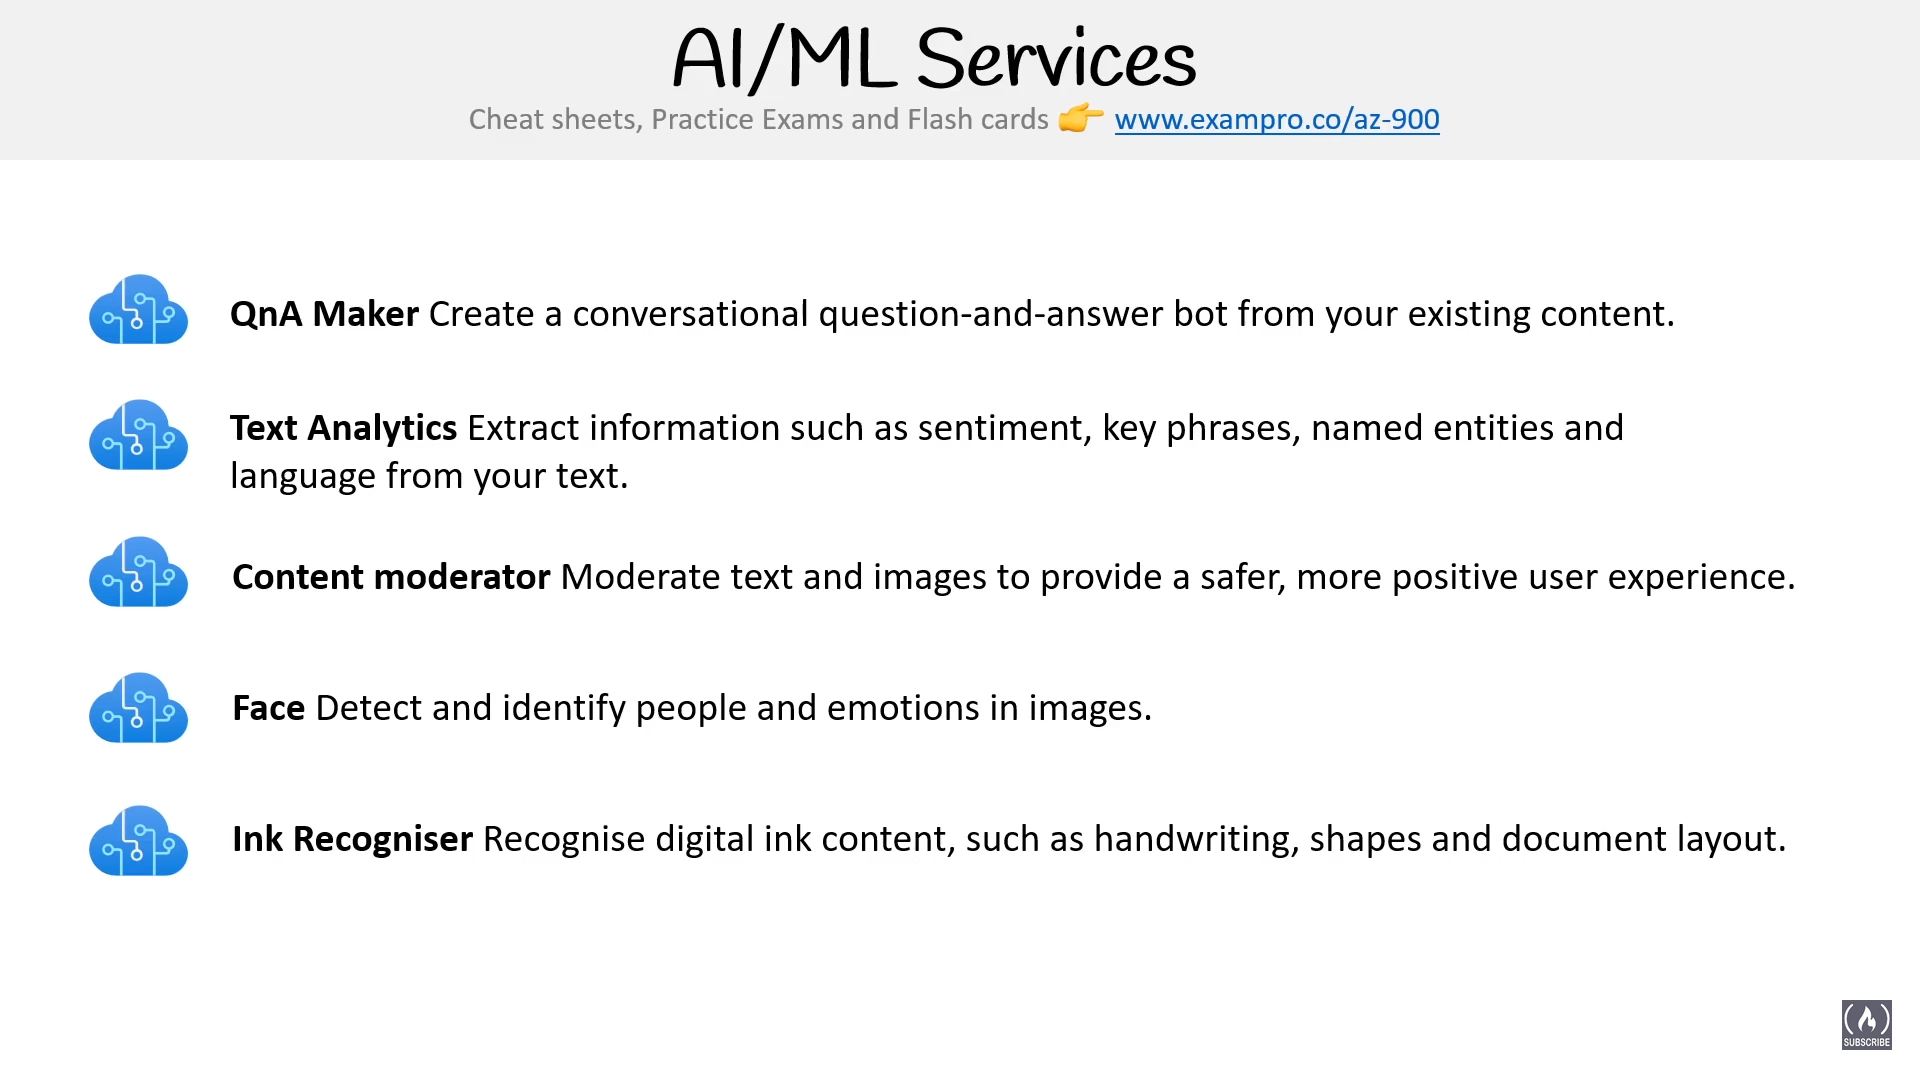 AI/ML Services
Cheat sheets, Practice Exams and Flash cards 👉 www.exampro.co/az-900
QnA Maker Create a conversational question-and-answer bot from your existing content.
Text Analytics Extract information such as sentiment, key phrases, named entities and
language from your text.
Content moderator Moderate text and images to provide a safer, more positive user experience.
Face Detect and identify people and emotions in images.
Ink Recogniser Recognise digital ink content, such as handwriting, shapes and document layout.
SUBSCRIBE